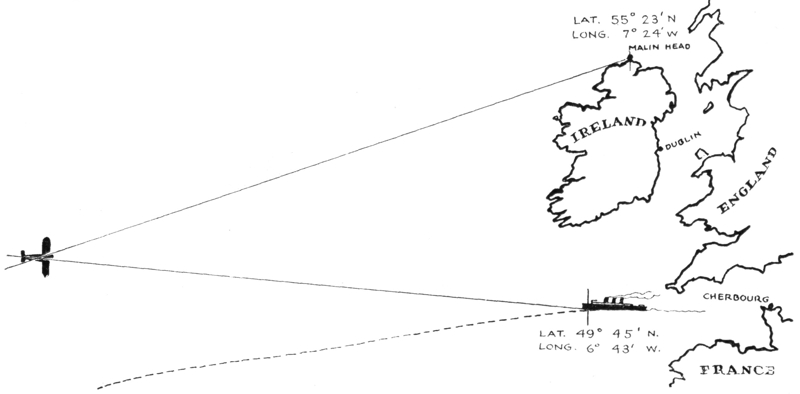 LAT. 55° 23' N
LONG. 7° 24' W
MALIN HEAD
IRELAND
DUBLIN
ENGLAND
CHERBOURG
LAT. 49° 45' N.
LONG. 6° 43' W.
FRANCE